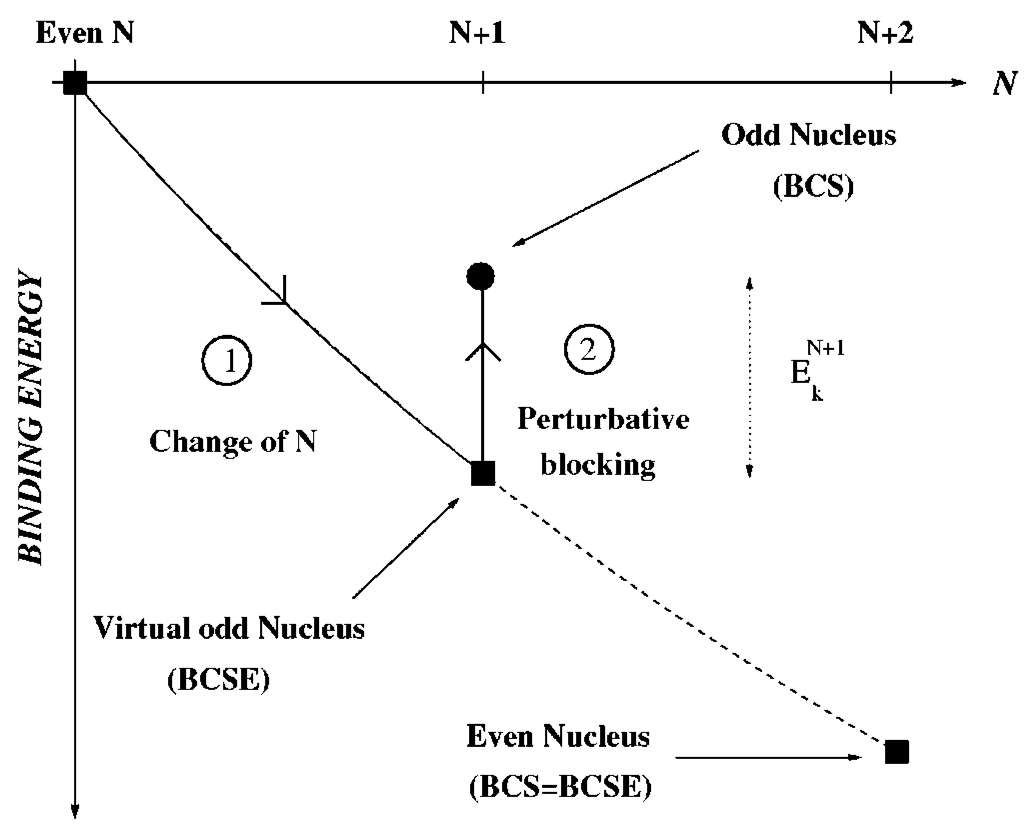 Even N
N+1
N+2
N
Odd Nucleus
(BCS)
BINDING ENERGY
1
Change of N
2
Perturbative
blocking
E_k^{N+1}
Virtual odd Nucleus
(BCSE)
Even Nucleus
(BCS=BCSE)